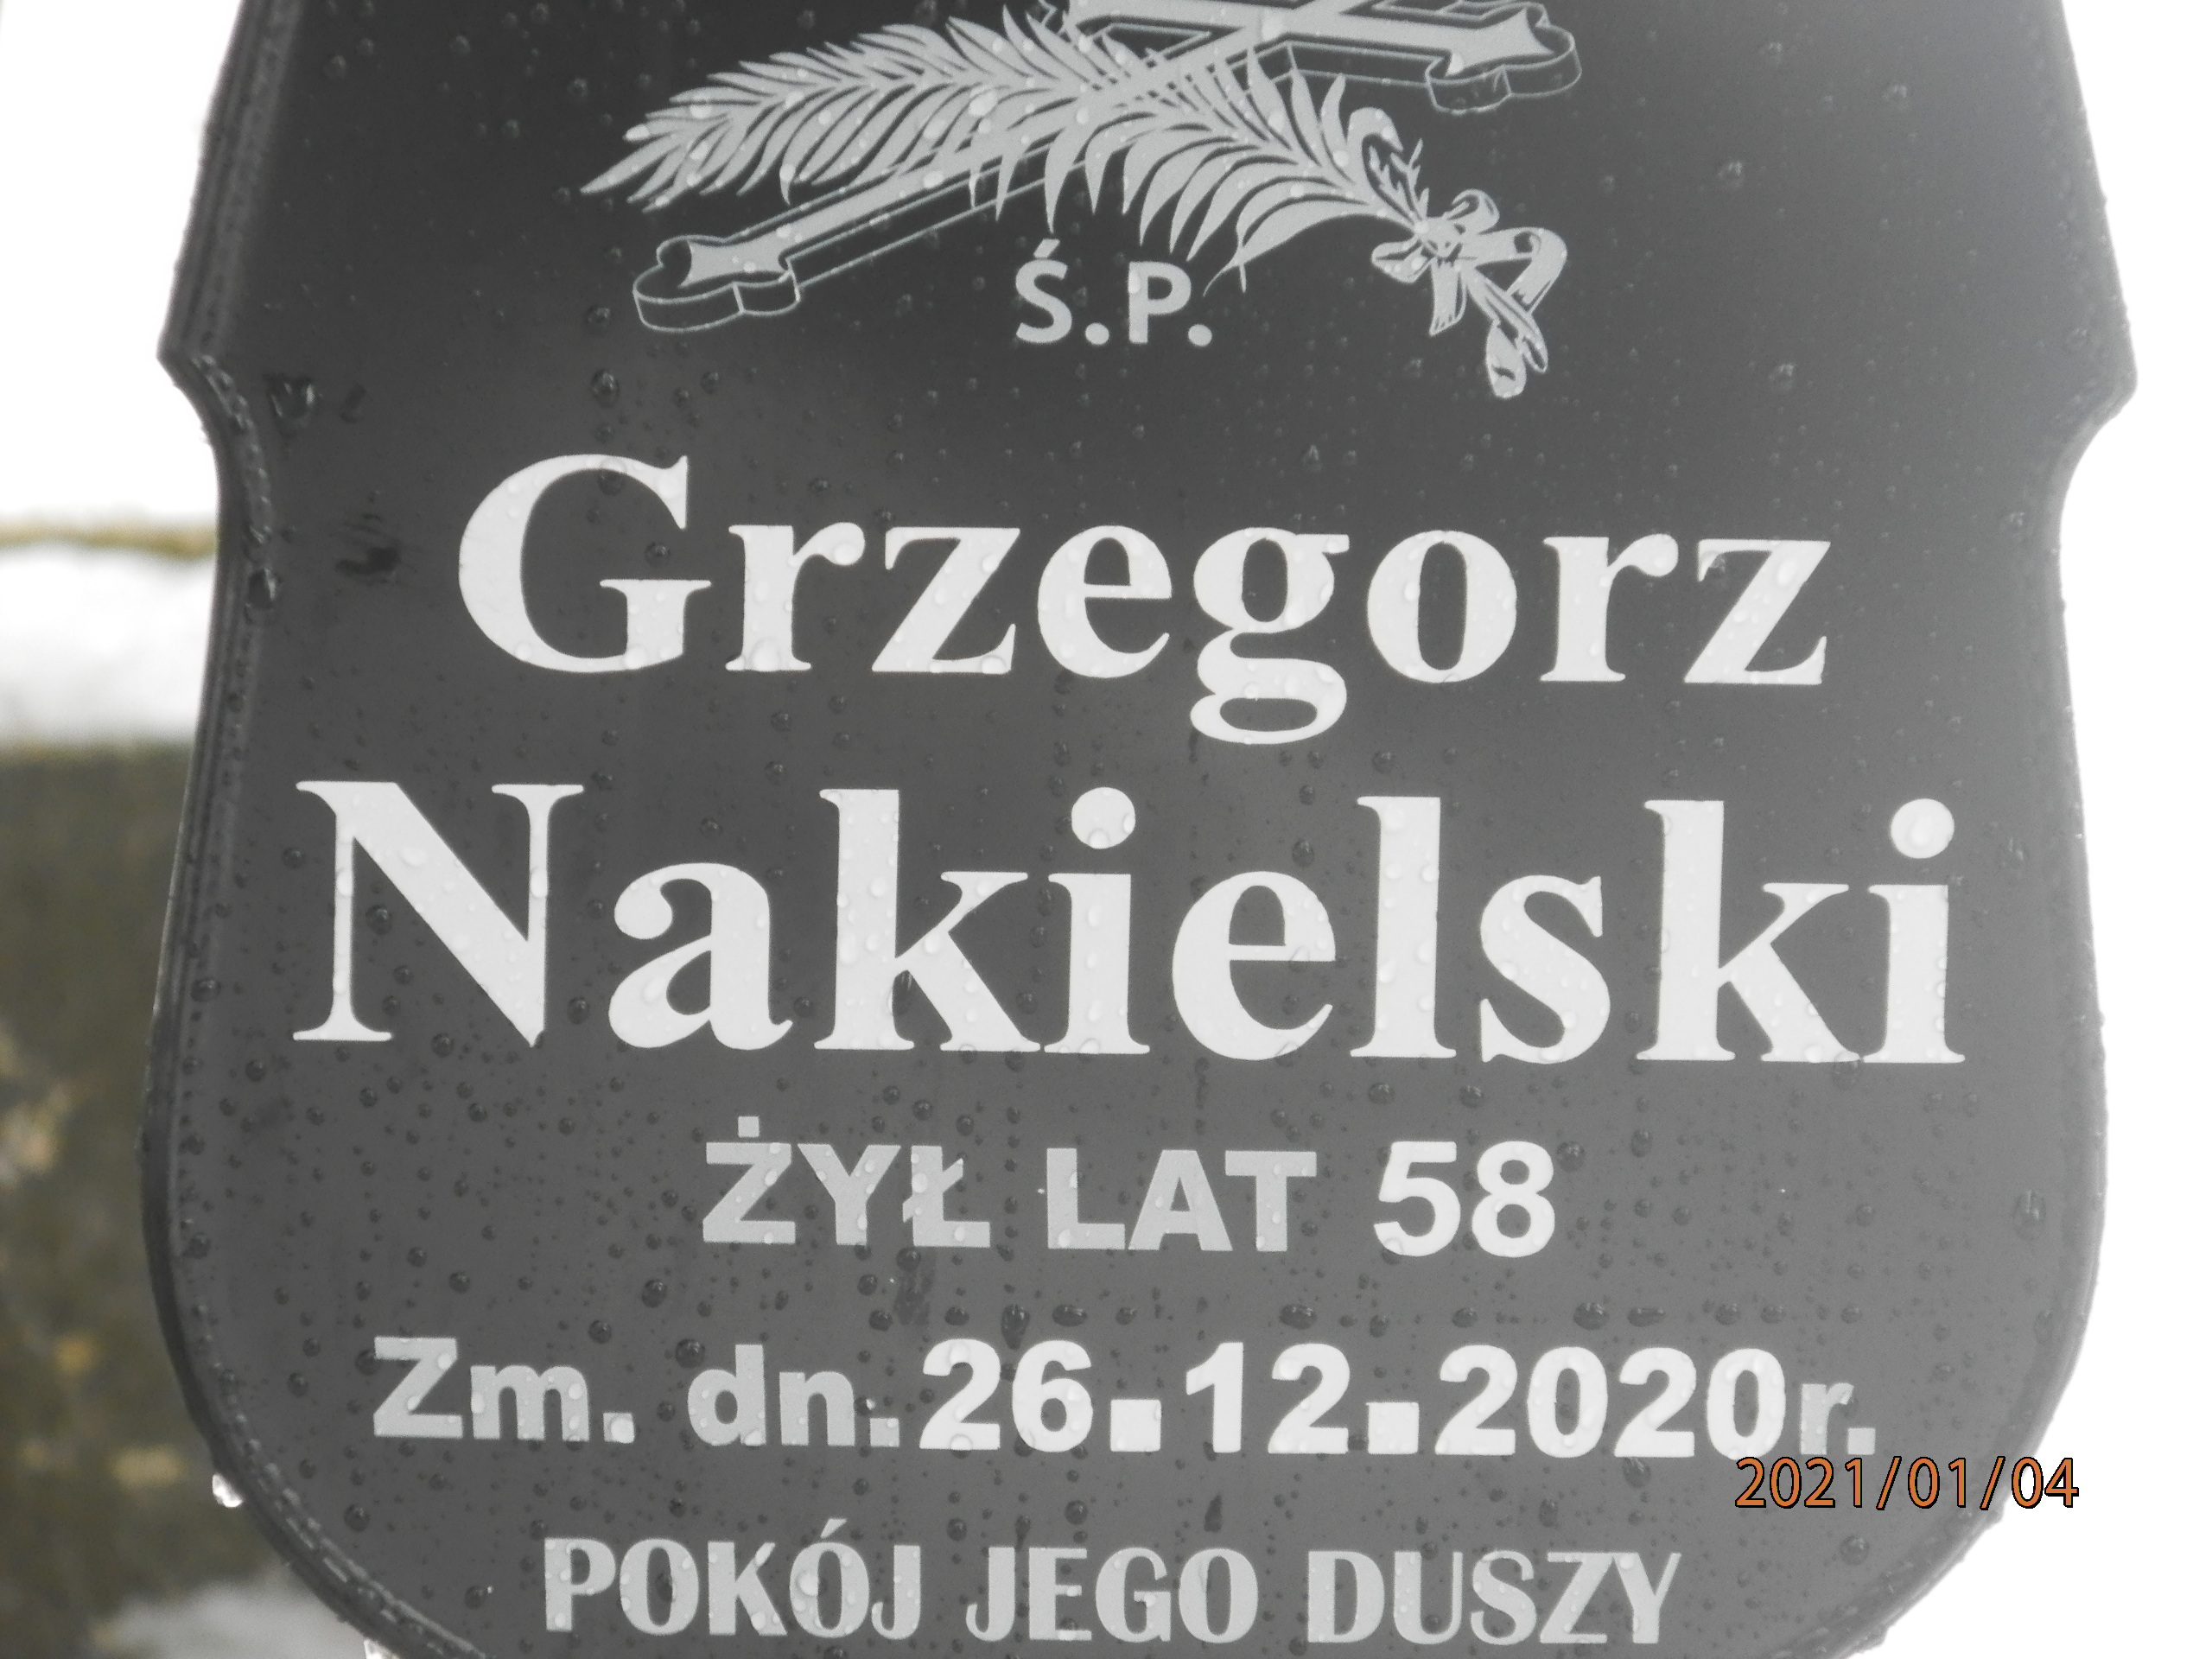 Ś.P.
Grzegorz
Nakielski
ŻYŁ LAT 58
Zm. dn.26.12.2020r.
2021/01/04
POKÓJ JEGO DUSZY